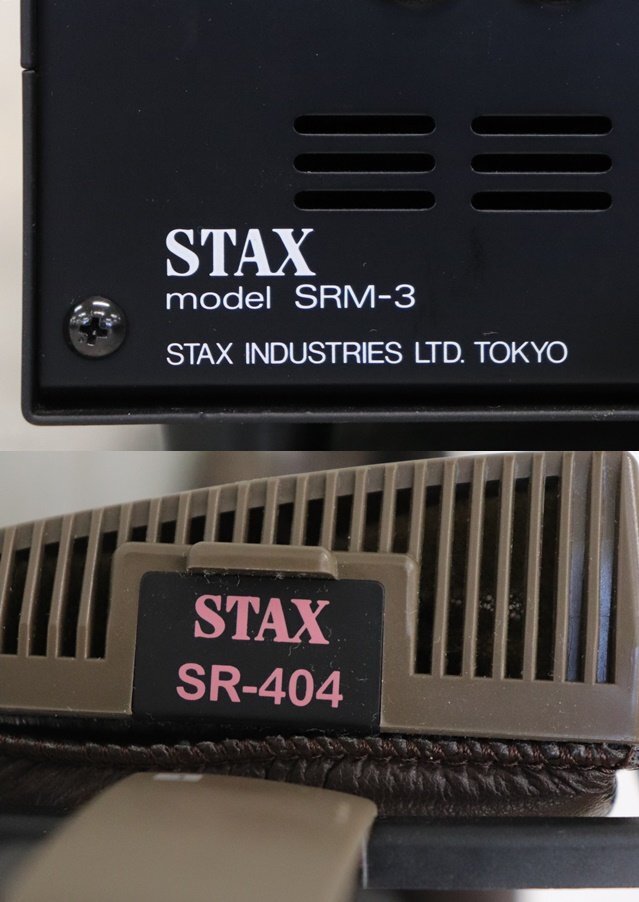 STAX
model SRM-3
STAX INDUSTRIES LTD. TOKYO
STAX
SR-404